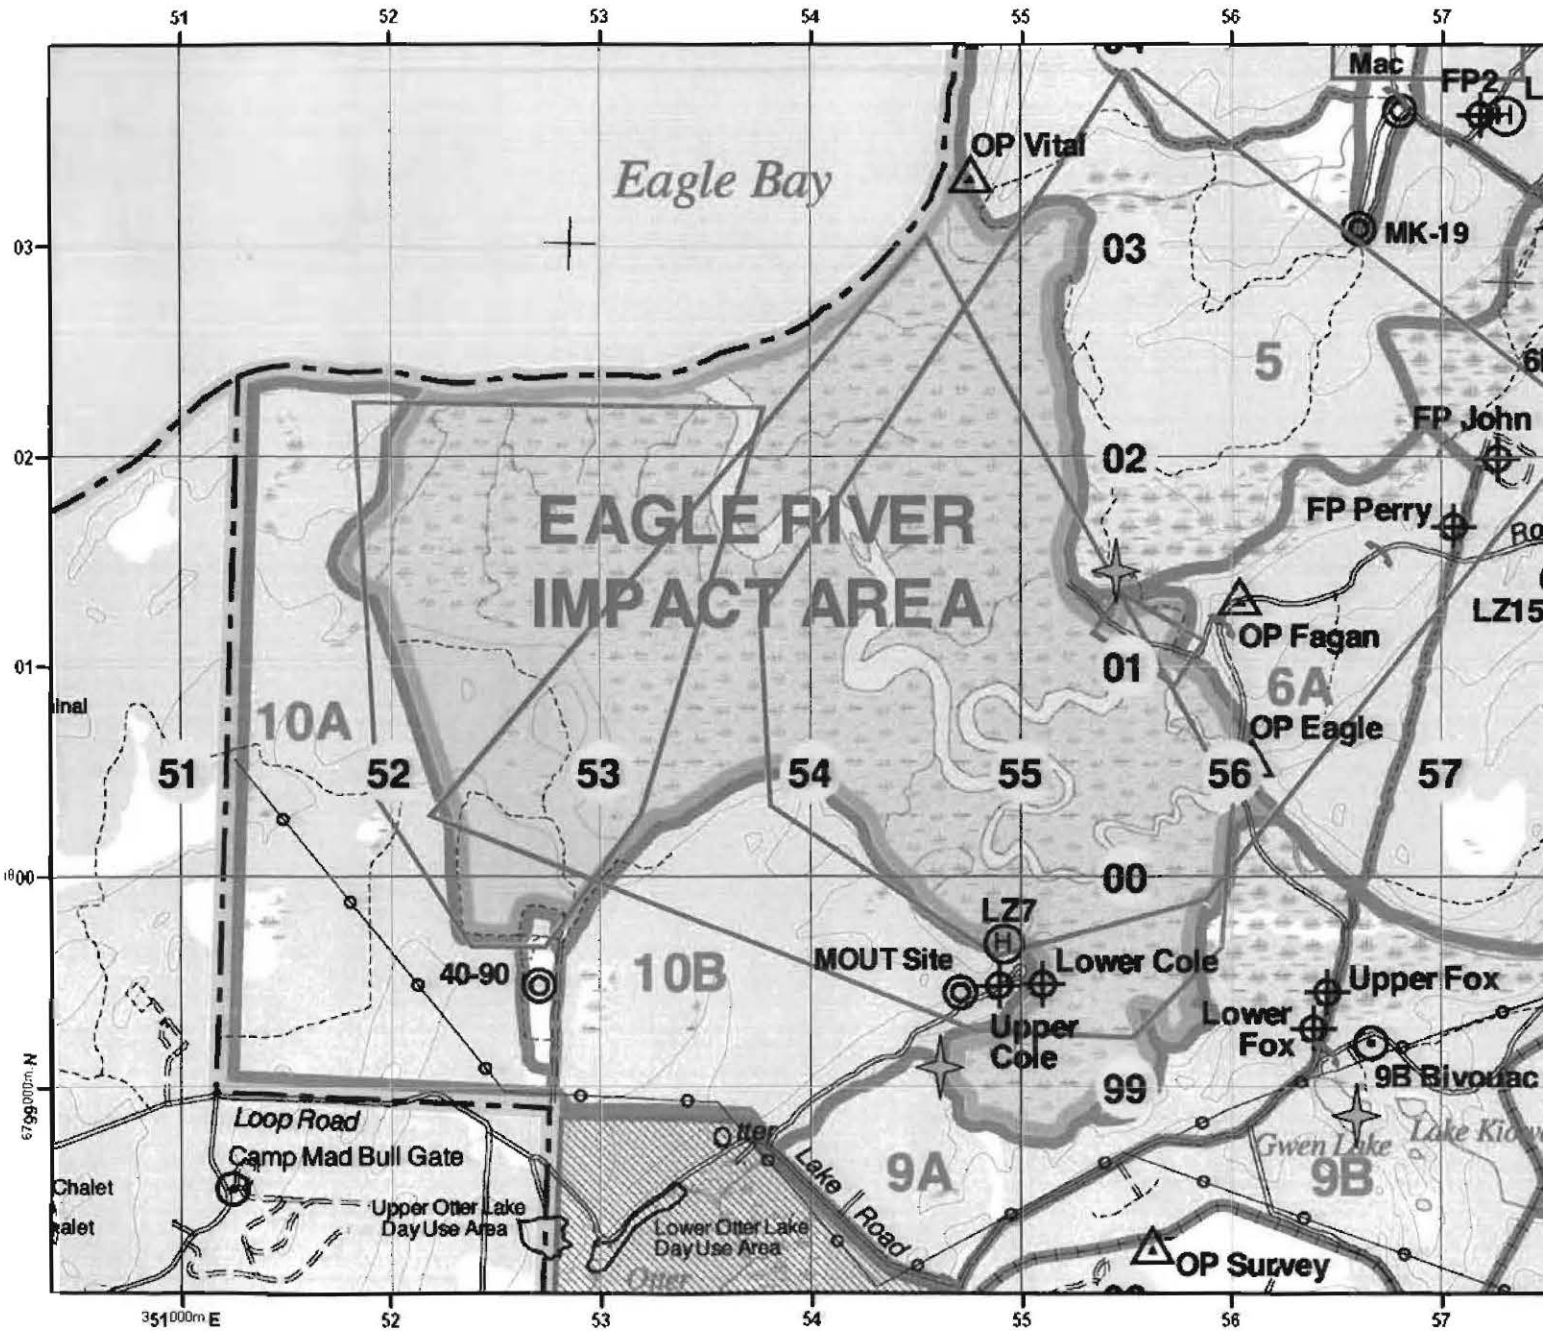 51 52 53 54 55 56 57
Mac
FP2
OP Vital
Eagle Bay
03
03
MK-19
5
FP John
02
02
EAGLE RIVER
FP Perry
IMPACT AREA
LZ15
OP Fagan
01
01
6A
10A
OP Eagle
51 52 53 54 55 56 57
00
00
LZ7
MOUT Site
Lower Cole
40-90
10B
Upper Fox
Upper
Cole
Lower
Fox
9B Bivouac
99
6799000m.N
Loop Road
Gwen Lake
Camp Mad Bull Gate
9A
9B
Chalet
Lake Road
Upper Otter Lake
Day Use Area
Lower Otter Lake
Day Use Area
Otter
OP Survey
351000m.E 52 53 54 55 56 57